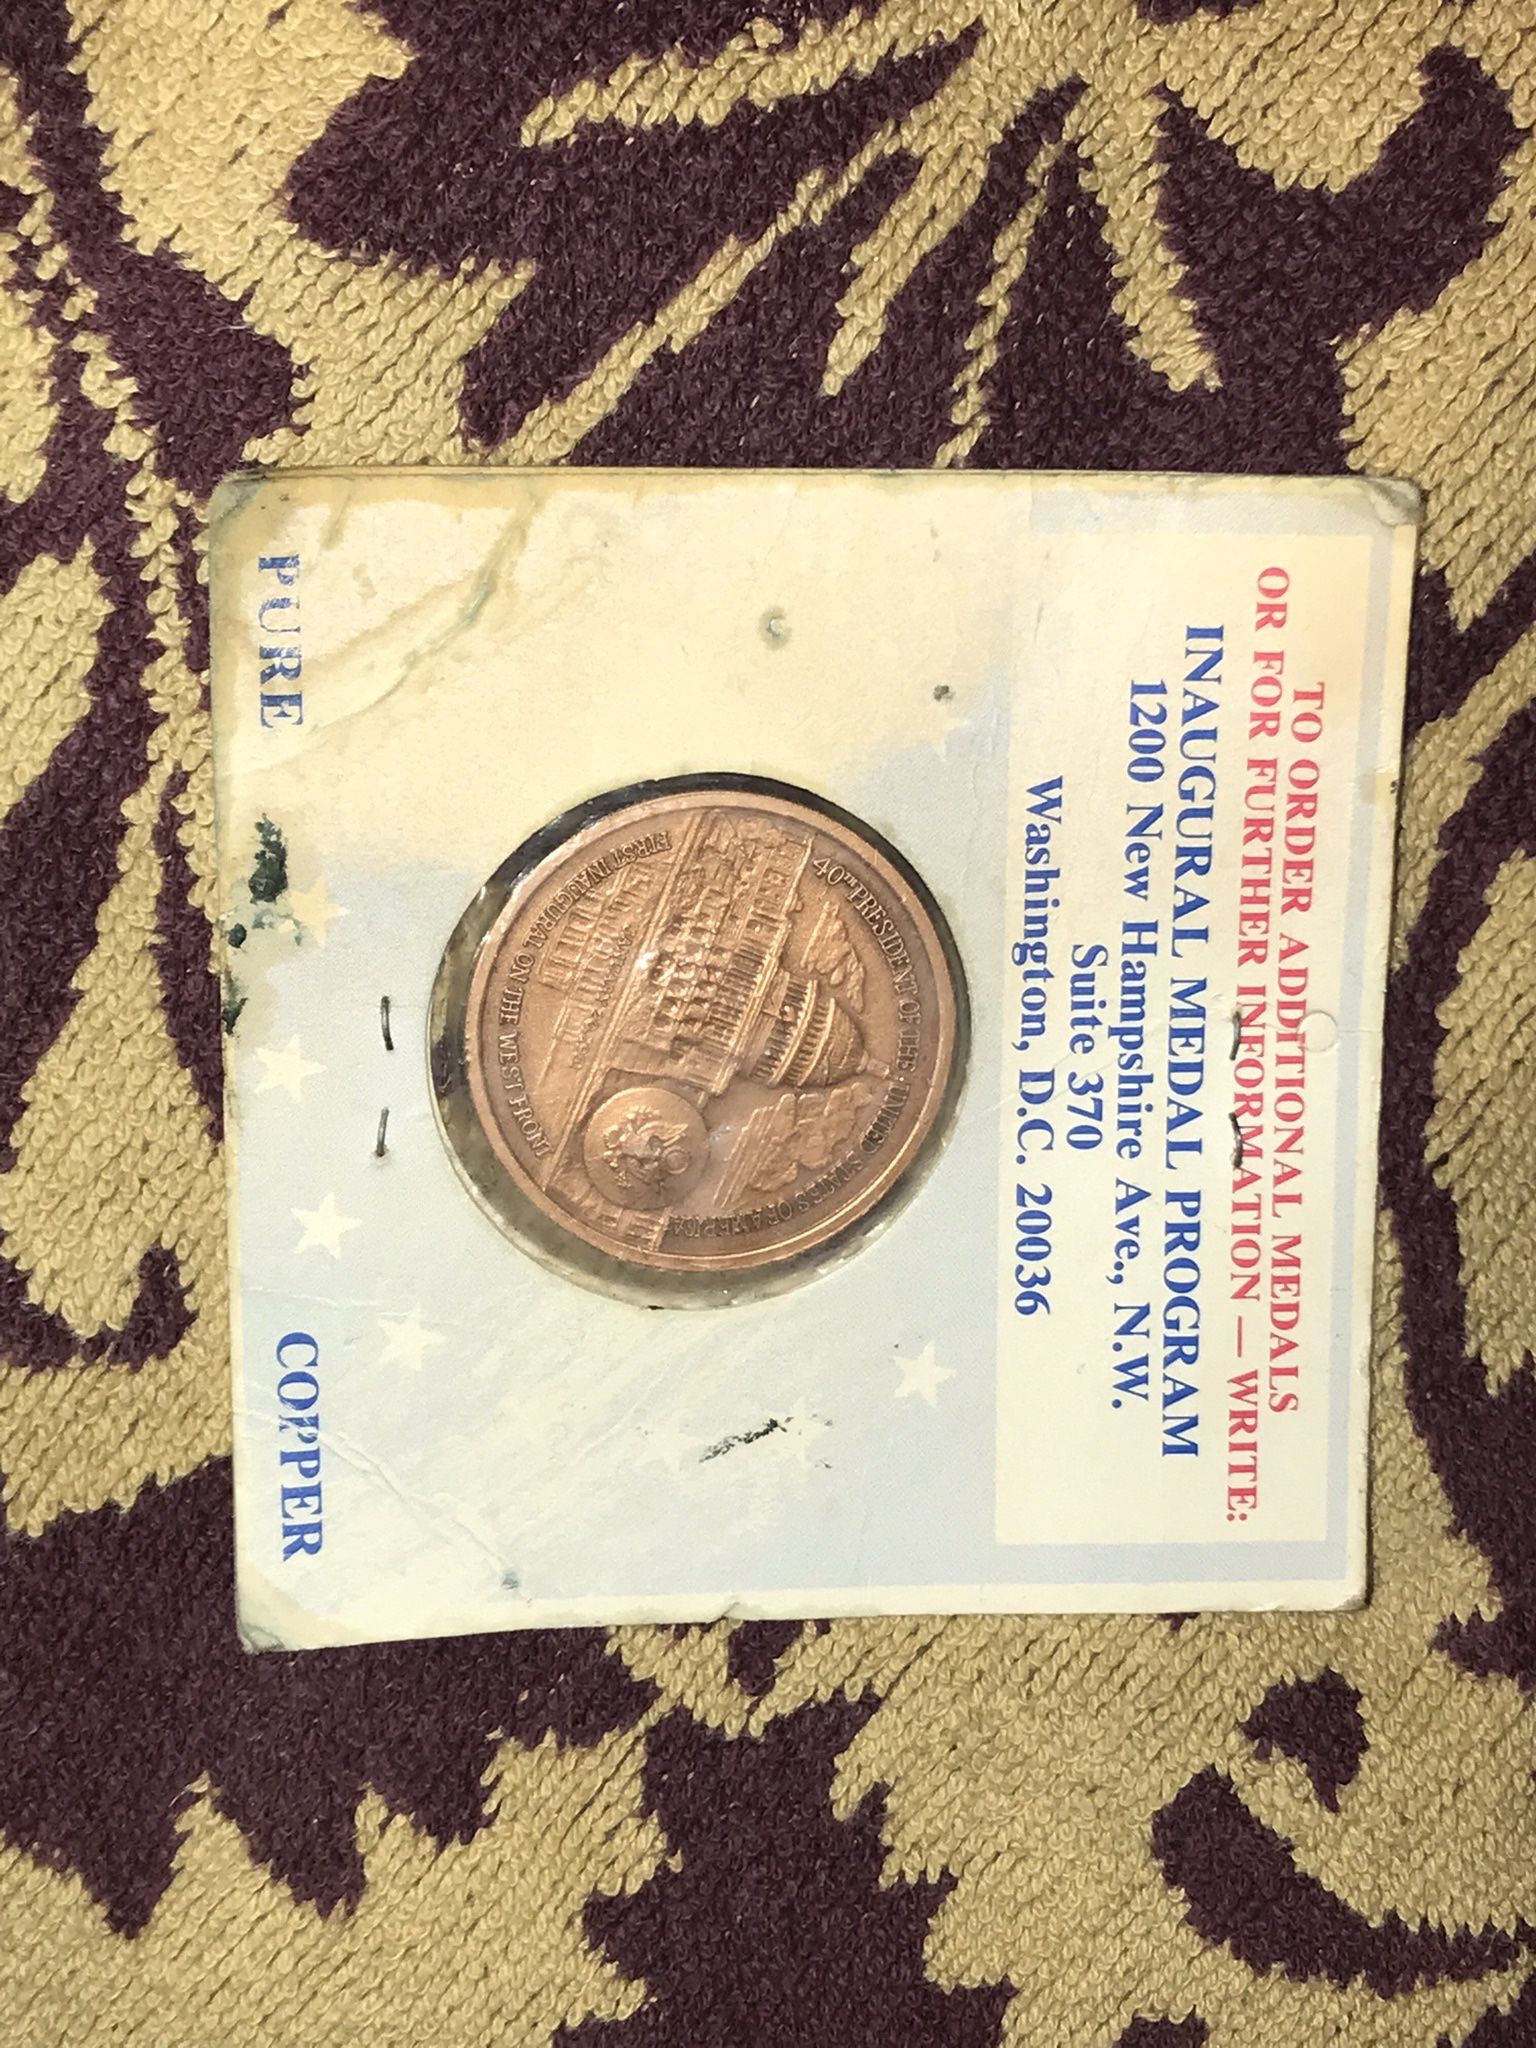 TO ORDER ADDITIONAL MEDALS
OR FOR FURTHER INFORMATION — WRITE:
INAUGURAL MEDAL PROGRAM
1200 New Hampshire Ave., N.W.
Suite 370
Washington, D.C. 20036
40TH PRESIDENT OF THE · UNITED STATES OF AMERICA
FIRST INAUGURAL ON THE WEST FRONT
PURE COPPER